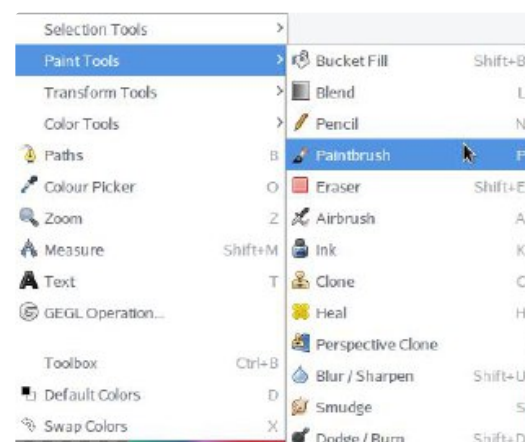 Selection Tools >
Paint Tools >
Transform Tools >
Color Tools >
Paths B
Colour Picker O
Zoom Z
Measure Shift+M
Text T
GEGL Operation...
Toolbox Ctrl+B
Default Colors D
Swap Colors X
Bucket Fill Shift+B
Blend L
Pencil N
Paintbrush P
Eraser Shift+E
Airbrush A
Ink K
Clone C
Heal H
Perspective Clone
Blur / Sharpen Shift+U
Smudge S
Dodge / Burn Shift+D